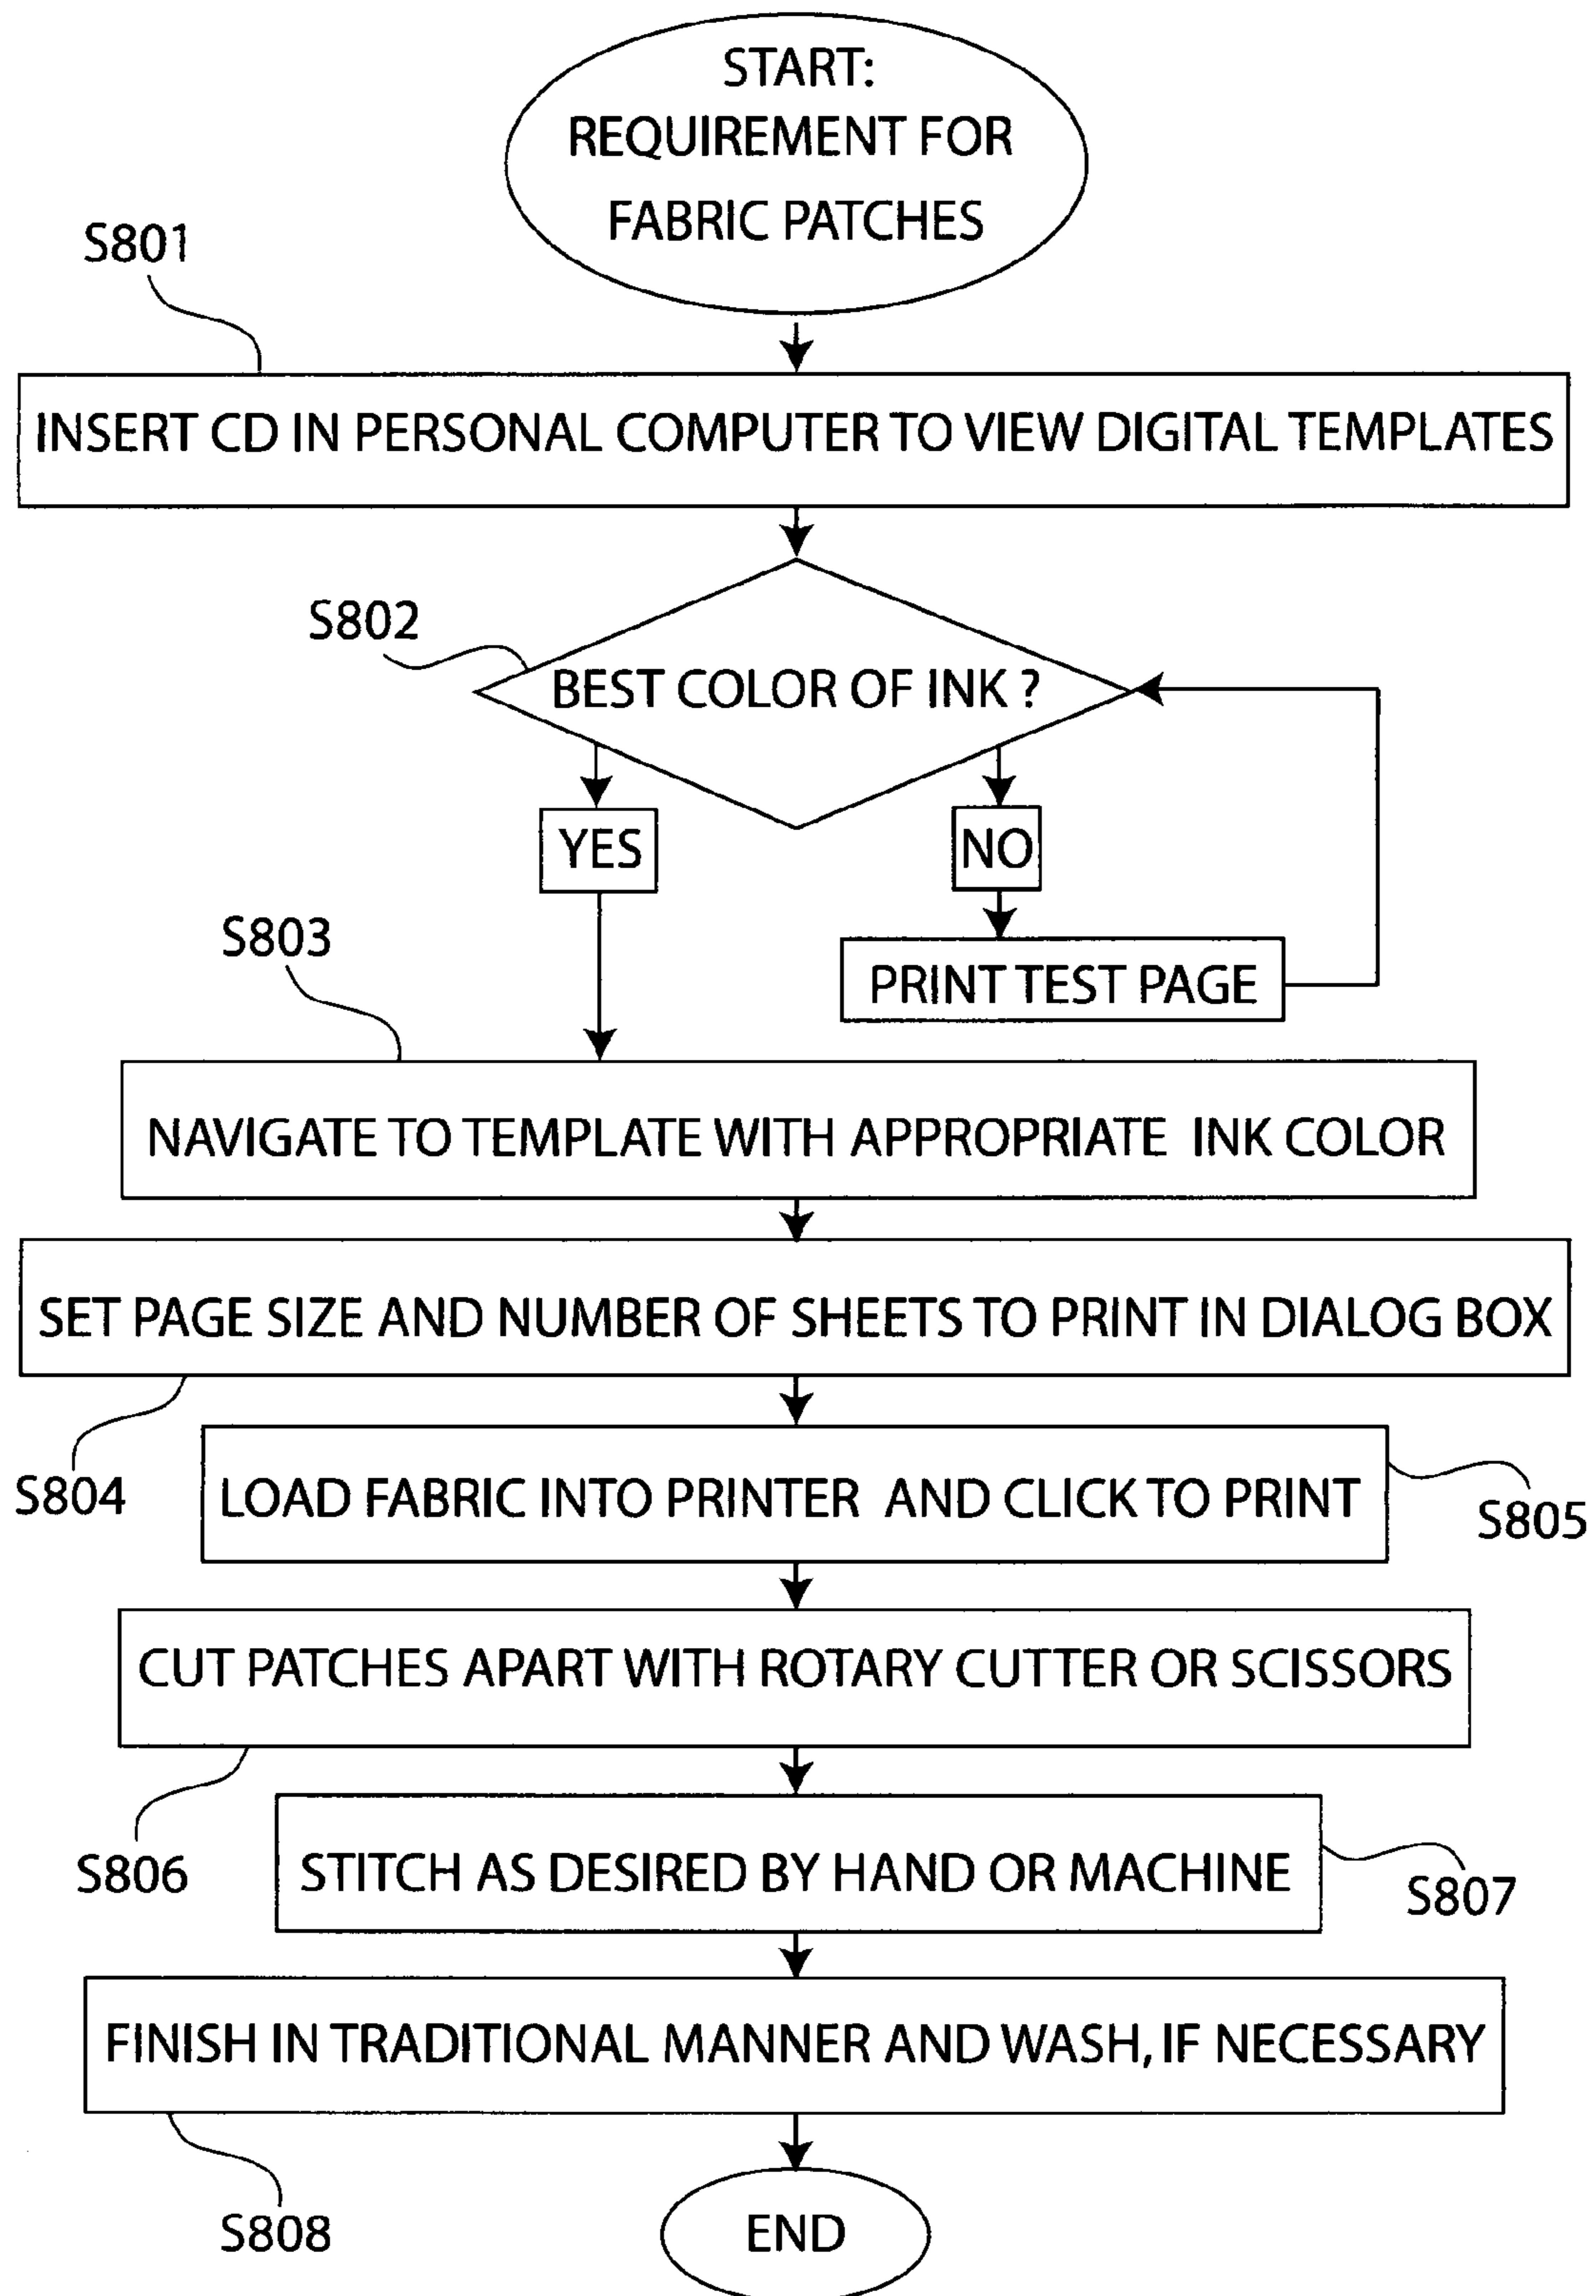 START:
REQUIREMENT FOR
FABRIC PATCHES
S801
INSERT CD IN PERSONAL COMPUTER TO VIEW DIGITAL TEMPLATES
S802
BEST COLOR OF INK ?
YES
NO
S803
PRINT TEST PAGE
NAVIGATE TO TEMPLATE WITH APPROPRIATE INK COLOR
SET PAGE SIZE AND NUMBER OF SHEETS TO PRINT IN DIALOG BOX
S804
LOAD FABRIC INTO PRINTER AND CLICK TO PRINT
S805
CUT PATCHES APART WITH ROTARY CUTTER OR SCISSORS
S806
STITCH AS DESIRED BY HAND OR MACHINE
S807
FINISH IN TRADITIONAL MANNER AND WASH, IF NECESSARY
S808
END